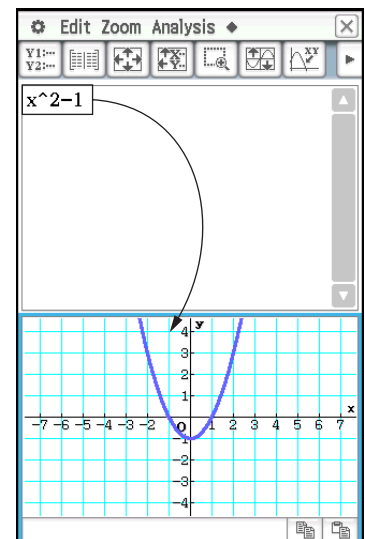 Edit Zoom Analysis
Y1:…
Y2:…
XY
x^2−1
y
4
3
2
1
x
−7 −6 −5 −4 −3 −2 O 1 2 3 4 5 6 7
−1
−2
−3
−4